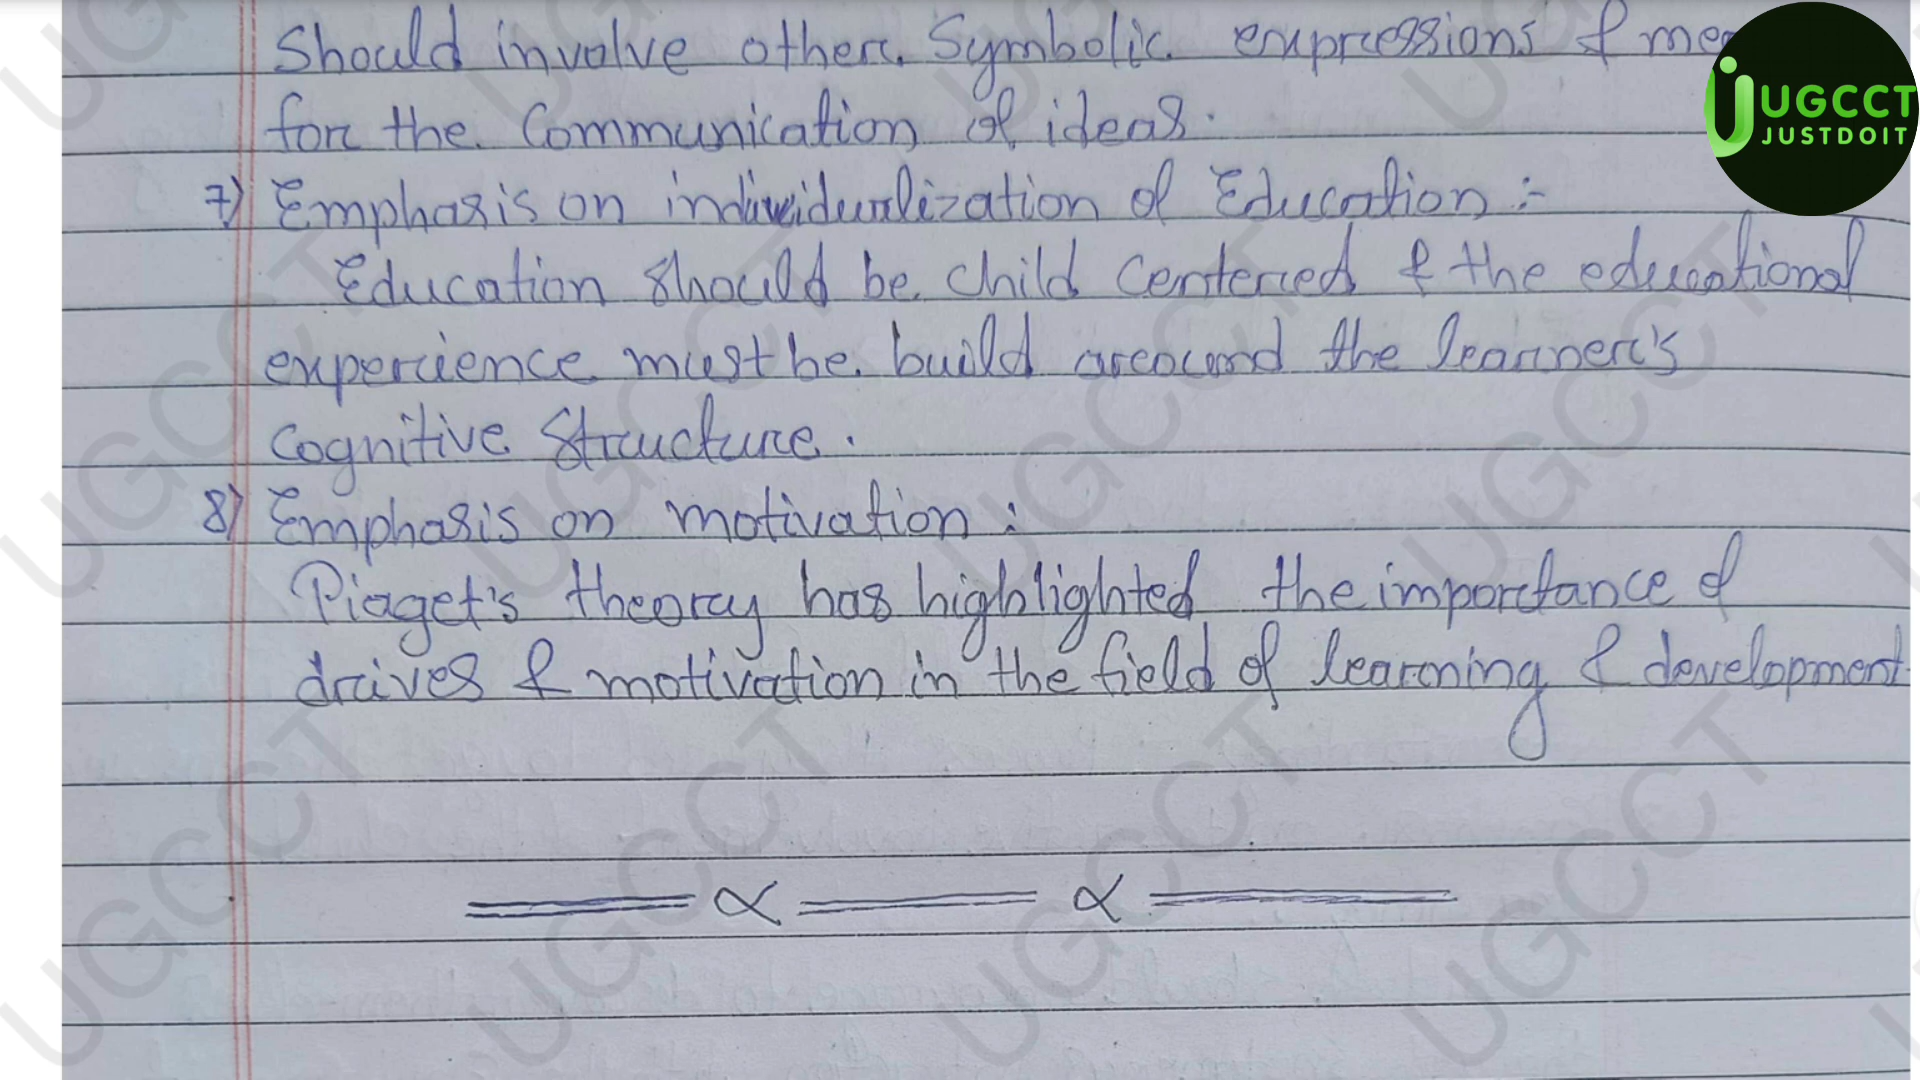 Should involve other Symbolic expressions &
for the Communication of ideas.
7) Emphasis on individualization of Education :-
Education should be child centered & the educational
experience must be build around the learner's
cognitive structure.
8) Emphasis on motivation :
Piaget's theory has highlighted the importance of
drives & motivation in the field of learning & development
UGCCT
JUSTDOIT